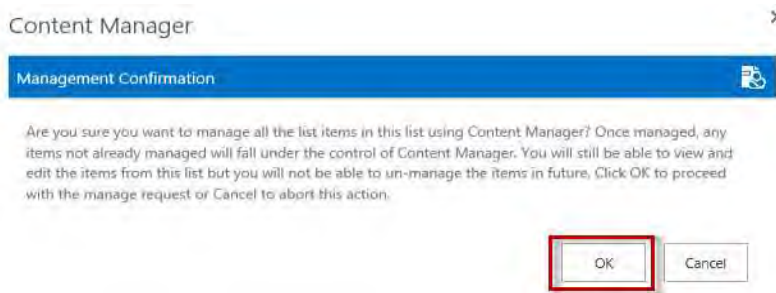 Content Manager
Management Confirmation
Are you sure you want to manage all the list items in this list using Content Manager? Once managed, any
items not already managed will fall under the control of Content Manager. You will still be able to view and
edit the items from this list but you will not be able to un-manage the items in future. Click OK to proceed
with the manage request or Cancel to abort this action.
OK Cancel